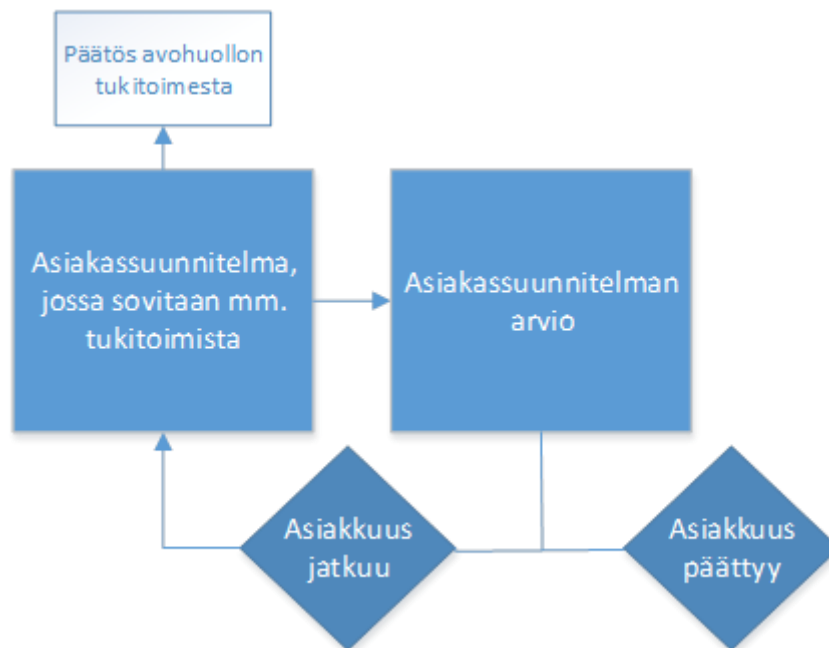 Päätös avohuollon
tukitoimesta
Asiakassuunnitelma,
jossa sovitaan mm.
tukitoimista
Asiakassuunnitelman
arvio
Asiakkuus
jatkuu
Asiakkuus
päättyy